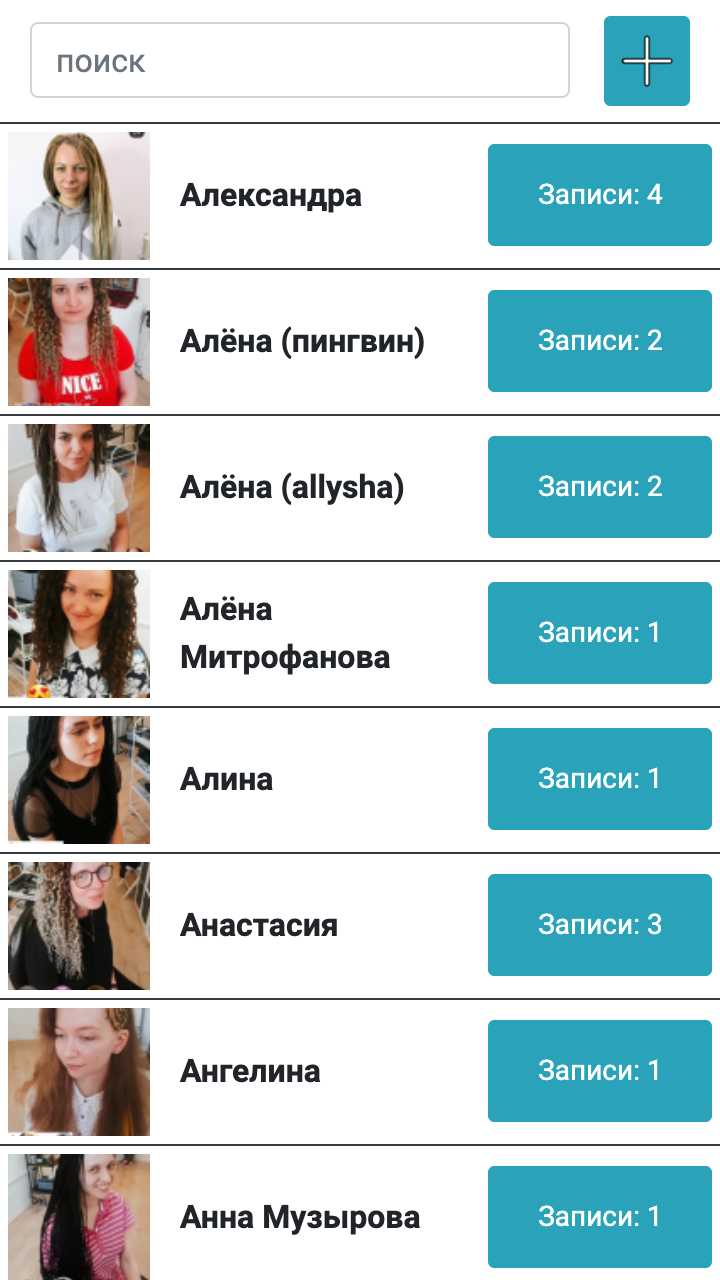 поиск
Александра
Записи: 4
Алёна (пингвин)
Записи: 2
NICE
Алёна (allysha)
Записи: 2
Алёна
Митрофанова
Записи: 1
Алина
Записи: 1
Анастасия
Записи: 3
Ангелина
Записи: 1
Анна Музырова
Записи: 1